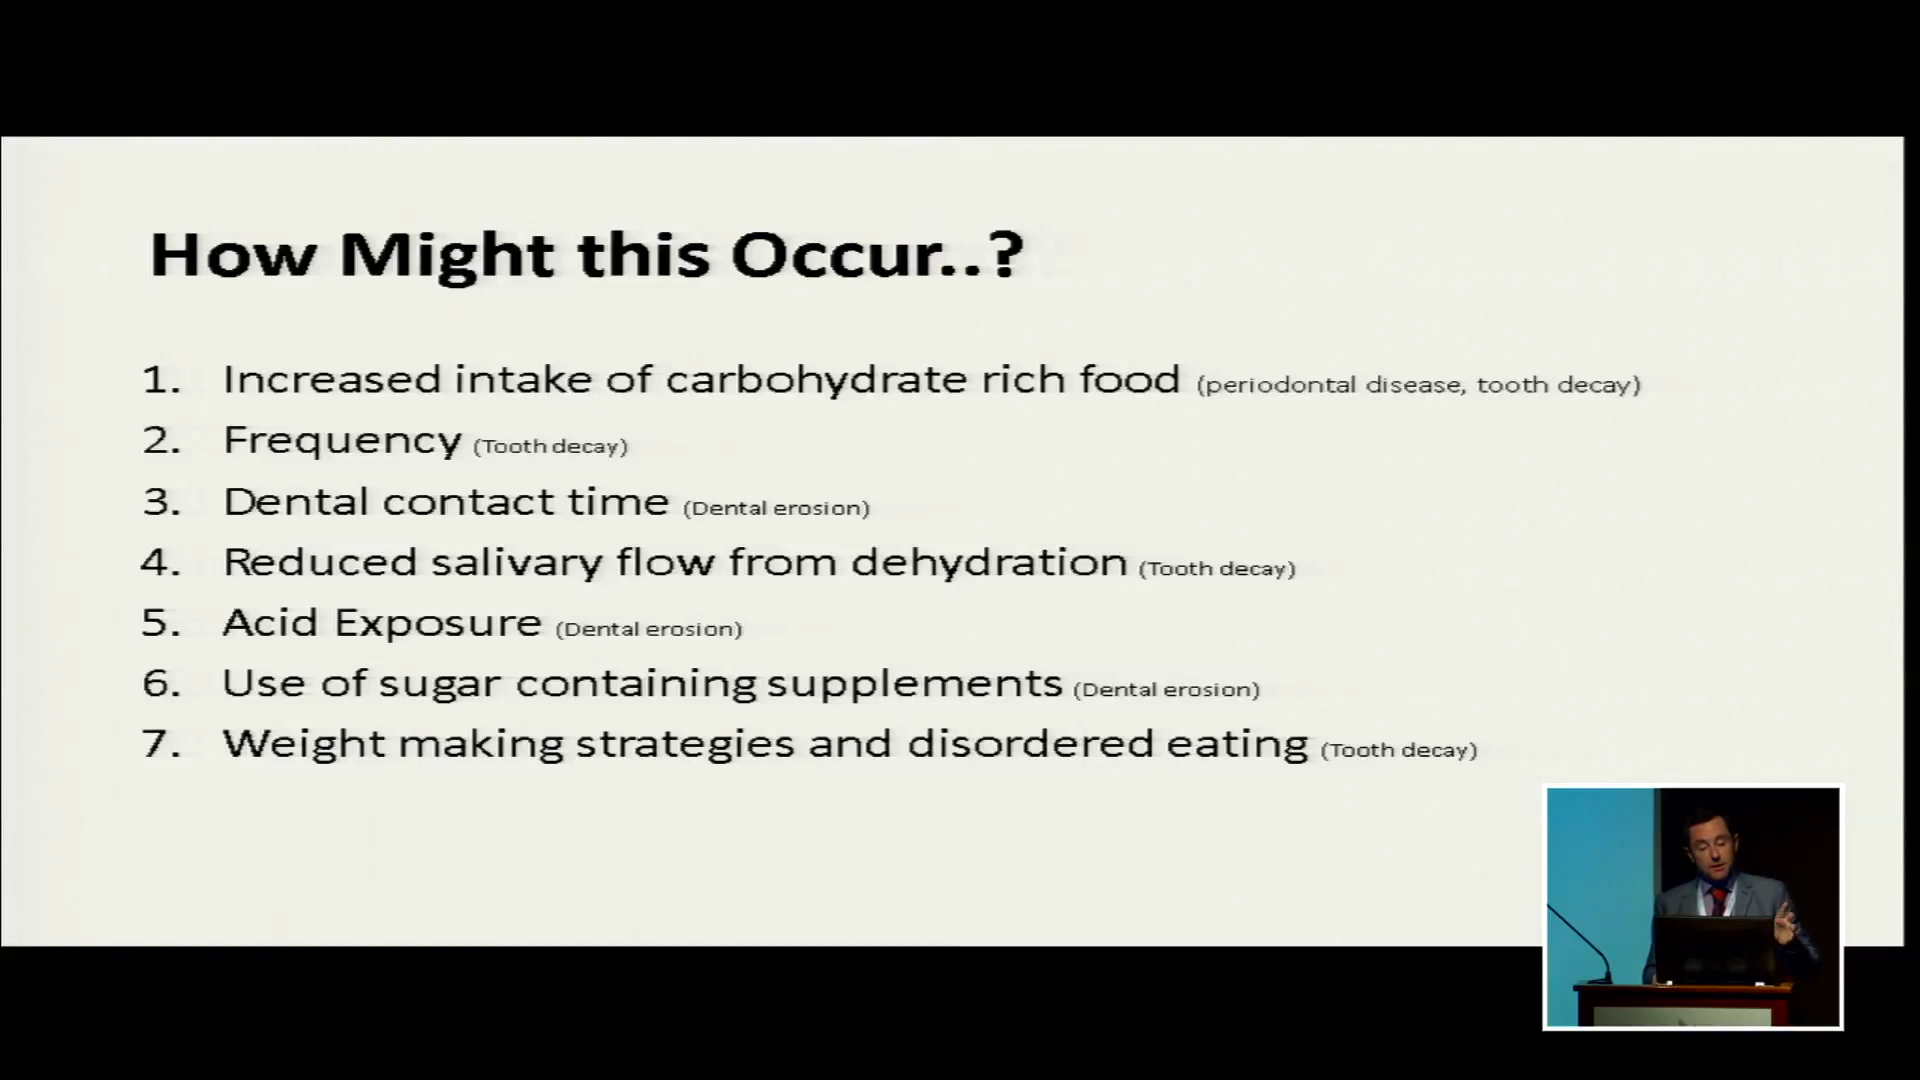 How Might this Occur..?
1. Increased intake of carbohydrate rich food (periodontal disease, tooth decay)
2. Frequency (Tooth decay)
3. Dental contact time (Dental erosion)
4. Reduced salivary flow from dehydration (Tooth decay)
5. Acid Exposure (Dental erosion)
6. Use of sugar containing supplements (Dental erosion)
7. Weight making strategies and disordered eating (Tooth decay)